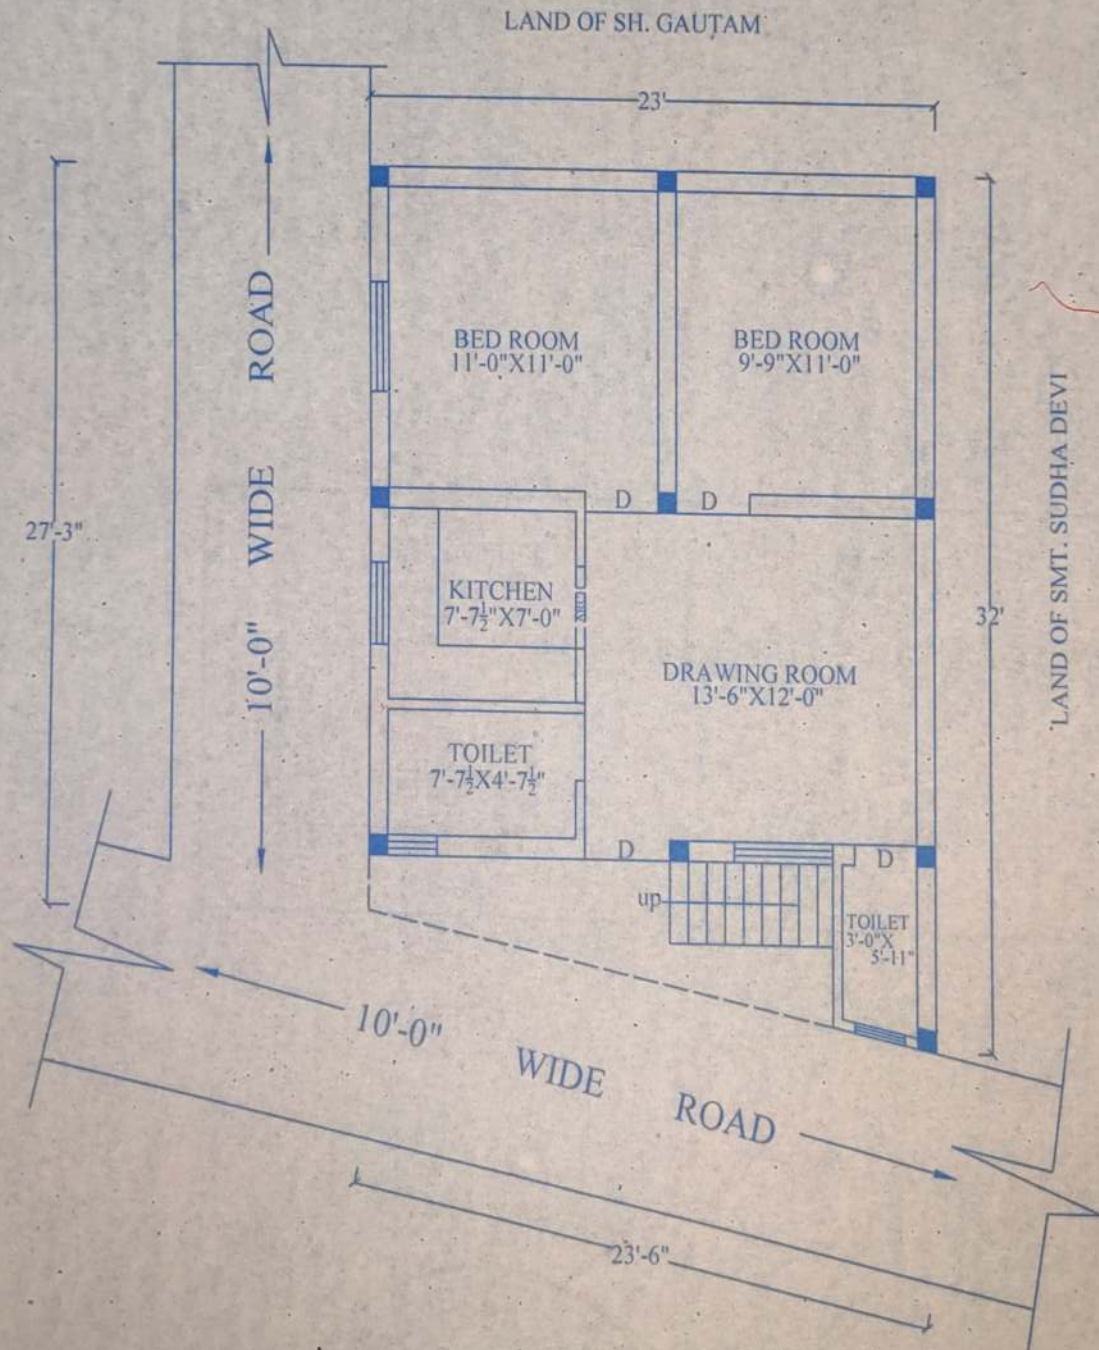 LAND OF SH. GAUTAM
23'
BED ROOM
11'-0"X11'-0"
BED ROOM
9'-9"X11'-0"
10'-0" WIDE ROAD
27'-3"
D
D
KITCHEN
7'-7½"X7'-0"
DRAWING ROOM
13'-6"X12'-0"
32'
LAND OF SMT. SUDHA DEVI
TOILET
7'-7½X4'-7½"
D
D
up
TOILET
3'-0"X
5'-11"
10'-0" WIDE ROAD
23'-6"